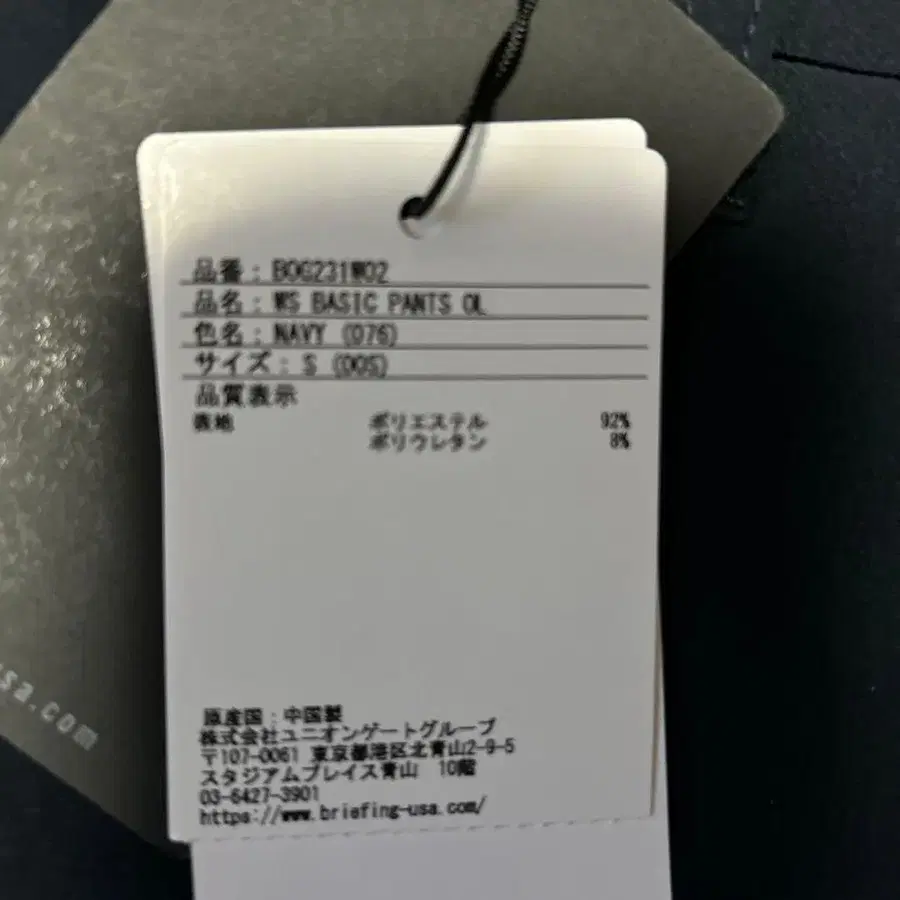 品番：BOG231W02
品名：WS BASIC PANTS OL
色名：NAVY (076)
サイズ：S (00S)
品質表示
表地 ポリエステル 92%
ポリウレタン 8%
原産国：中国製
株式会社ユニオンゲートグループ
〒107-0061 東京都港区北青山2-9-5
スタジアムプレイス青山 10階
03-6427-3901
https://www.briefing-usa.com/
usa.com